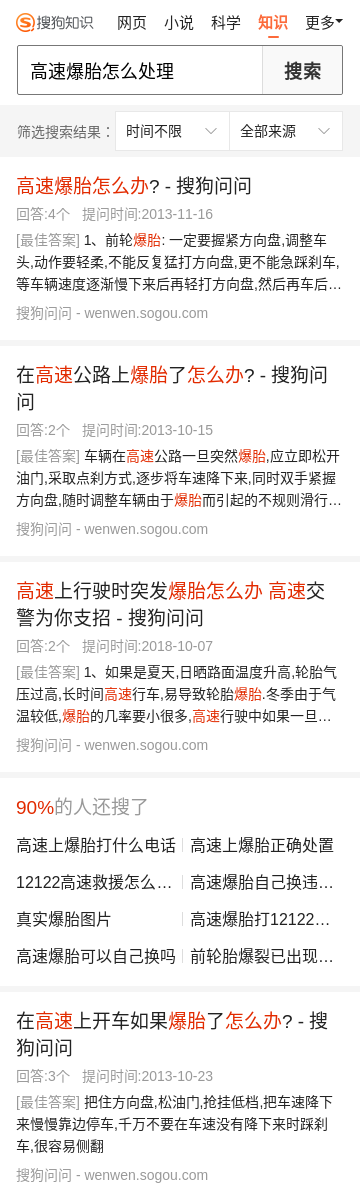 搜狗知识 网页 小说 科学 知识 更多
高速爆胎怎么处理 搜索
筛选搜索结果： 时间不限 全部来源
高速爆胎怎么办? - 搜狗问问
回答:4个 提问时间:2013-11-16
[最佳答案] 1、前轮爆胎: 一定要握紧方向盘,调整车
头,动作要轻柔,不能反复猛打方向盘,更不能急踩刹车,
等车辆速度逐渐慢下来后再轻打方向盘,然后再车后…
搜狗问问 - wenwen.sogou.com
在高速公路上爆胎了怎么办? - 搜狗问
问
回答:2个 提问时间:2013-10-15
[最佳答案] 车辆在高速公路一旦突然爆胎,应立即松开
油门,采取点刹方式,逐步将车速降下来,同时双手紧握
方向盘,随时调整车辆由于爆胎而引起的不规则滑行…
搜狗问问 - wenwen.sogou.com
高速上行驶时突发爆胎怎么办 高速交
警为你支招 - 搜狗问问
回答:2个 提问时间:2018-10-07
[最佳答案] 1、如果是夏天,日晒路面温度升高,轮胎气
压过高,长时间高速行车,易导致轮胎爆胎.冬季由于气
温较低,爆胎的几率要小很多,高速行驶中如果一旦…
搜狗问问 - wenwen.sogou.com
90%的人还搜了
高速上爆胎打什么电话 高速上爆胎正确处置
12122高速救援怎么… 高速爆胎自己换违…
真实爆胎图片 高速爆胎打12122…
高速爆胎可以自己换吗 前轮胎爆裂已出现…
在高速上开车如果爆胎了怎么办? - 搜
狗问问
回答:3个 提问时间:2013-10-23
[最佳答案] 把住方向盘,松油门,抢挂低档,把车速降下
来慢慢靠边停车,千万不要在车速没有降下来时踩刹
车,很容易侧翻
搜狗问问 - wenwen.sogou.com